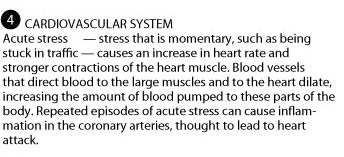 4 CARDIOVASCULAR SYSTEM
Acute stress — stress that is momentary, such as being
stuck in traffic — causes an increase in heart rate and
stronger contractions of the heart muscle. Blood vessels
that direct blood to the large muscles and to the heart dilate,
increasing the amount of blood pumped to these parts of the
body. Repeated episodes of acute stress can cause inflam-
mation in the coronary arteries, thought to lead to heart
attack.